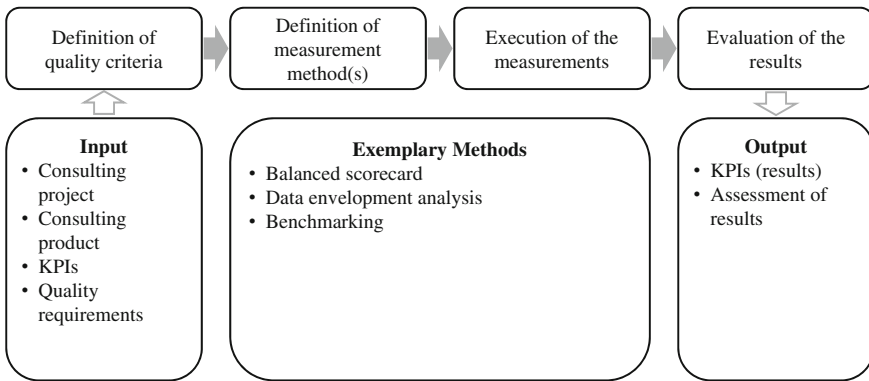 Definition of
quality criteria
Definition of
measurement
method(s)
Execution of the
measurements
Evaluation of the
results
Input
• Consulting
project
• Consulting
product
• KPIs
• Quality
requirements
Exemplary Methods
• Balanced scorecard
• Data envelopment analysis
• Benchmarking
Output
• KPIs (results)
• Assessment of
results